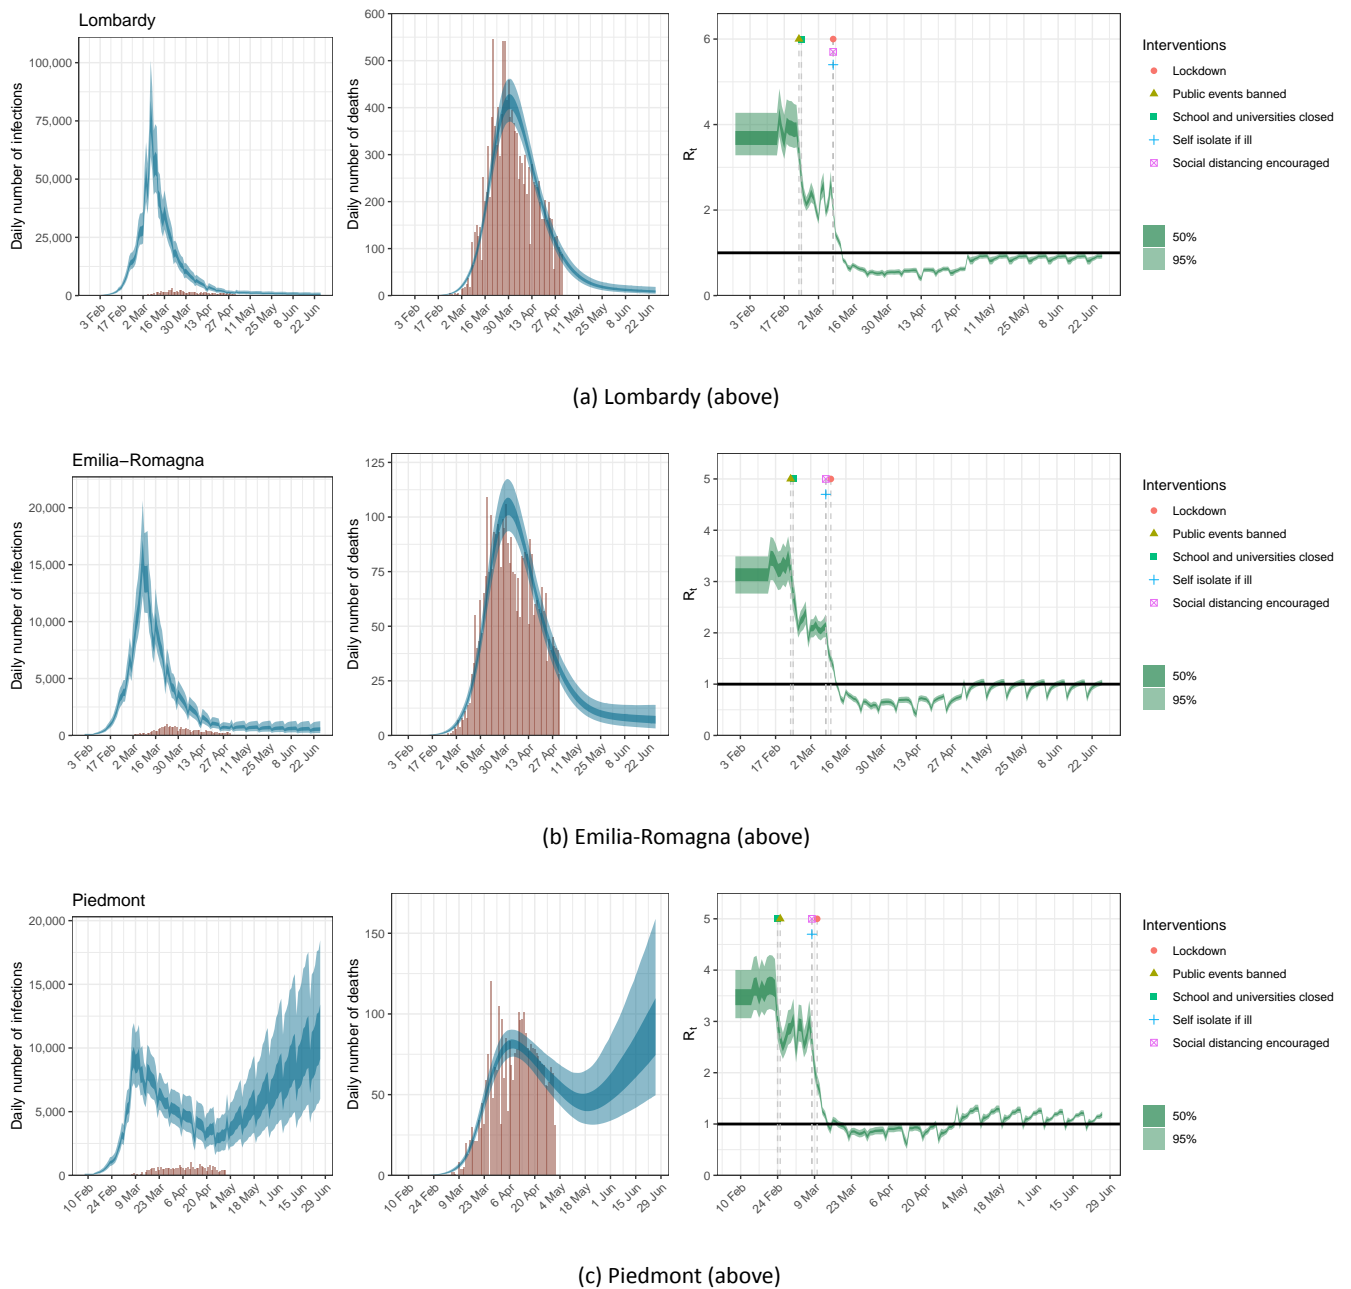 Lombardy
Daily number of infections
100,000
75,000
50,000
25,000
0
3 Feb
17 Feb
2 Mar
16 Mar
30 Mar
13 Apr
27 Apr
11 May
25 May
8 Jun
22 Jun
Daily number of deaths
600
500
400
300
200
100
0
3 Feb
17 Feb
2 Mar
16 Mar
30 Mar
13 Apr
27 Apr
11 May
25 May
8 Jun
22 Jun
Rt
6
4
2
0
3 Feb
17 Feb
2 Mar
16 Mar
30 Mar
13 Apr
27 Apr
11 May
25 May
8 Jun
22 Jun
Interventions
Lockdown
Public events banned
School and universities closed
Self isolate if ill
Social distancing encouraged
50%
95%
(a) Lombardy (above)
Emilia−Romagna
Daily number of infections
20,000
15,000
10,000
5,000
0
3 Feb
17 Feb
2 Mar
16 Mar
30 Mar
13 Apr
27 Apr
11 May
25 May
8 Jun
22 Jun
Daily number of deaths
125
100
75
50
25
0
3 Feb
17 Feb
2 Mar
16 Mar
30 Mar
13 Apr
27 Apr
11 May
25 May
8 Jun
22 Jun
Rt
5
4
3
2
1
0
3 Feb
17 Feb
2 Mar
16 Mar
30 Mar
13 Apr
27 Apr
11 May
25 May
8 Jun
22 Jun
Interventions
Lockdown
Public events banned
School and universities closed
Self isolate if ill
Social distancing encouraged
50%
95%
(b) Emilia-Romagna (above)
Piedmont
Daily number of infections
20,000
15,000
10,000
5,000
0
10 Feb
24 Feb
9 Mar
23 Mar
6 Apr
20 Apr
4 May
18 May
1 Jun
15 Jun
29 Jun
Daily number of deaths
150
100
50
0
10 Feb
24 Feb
9 Mar
23 Mar
6 Apr
20 Apr
4 May
18 May
1 Jun
15 Jun
29 Jun
Rt
5
4
3
2
1
0
10 Feb
24 Feb
9 Mar
23 Mar
6 Apr
20 Apr
4 May
18 May
1 Jun
15 Jun
29 Jun
Interventions
Lockdown
Public events banned
School and universities closed
Self isolate if ill
Social distancing encouraged
50%
95%
(c) Piedmont (above)